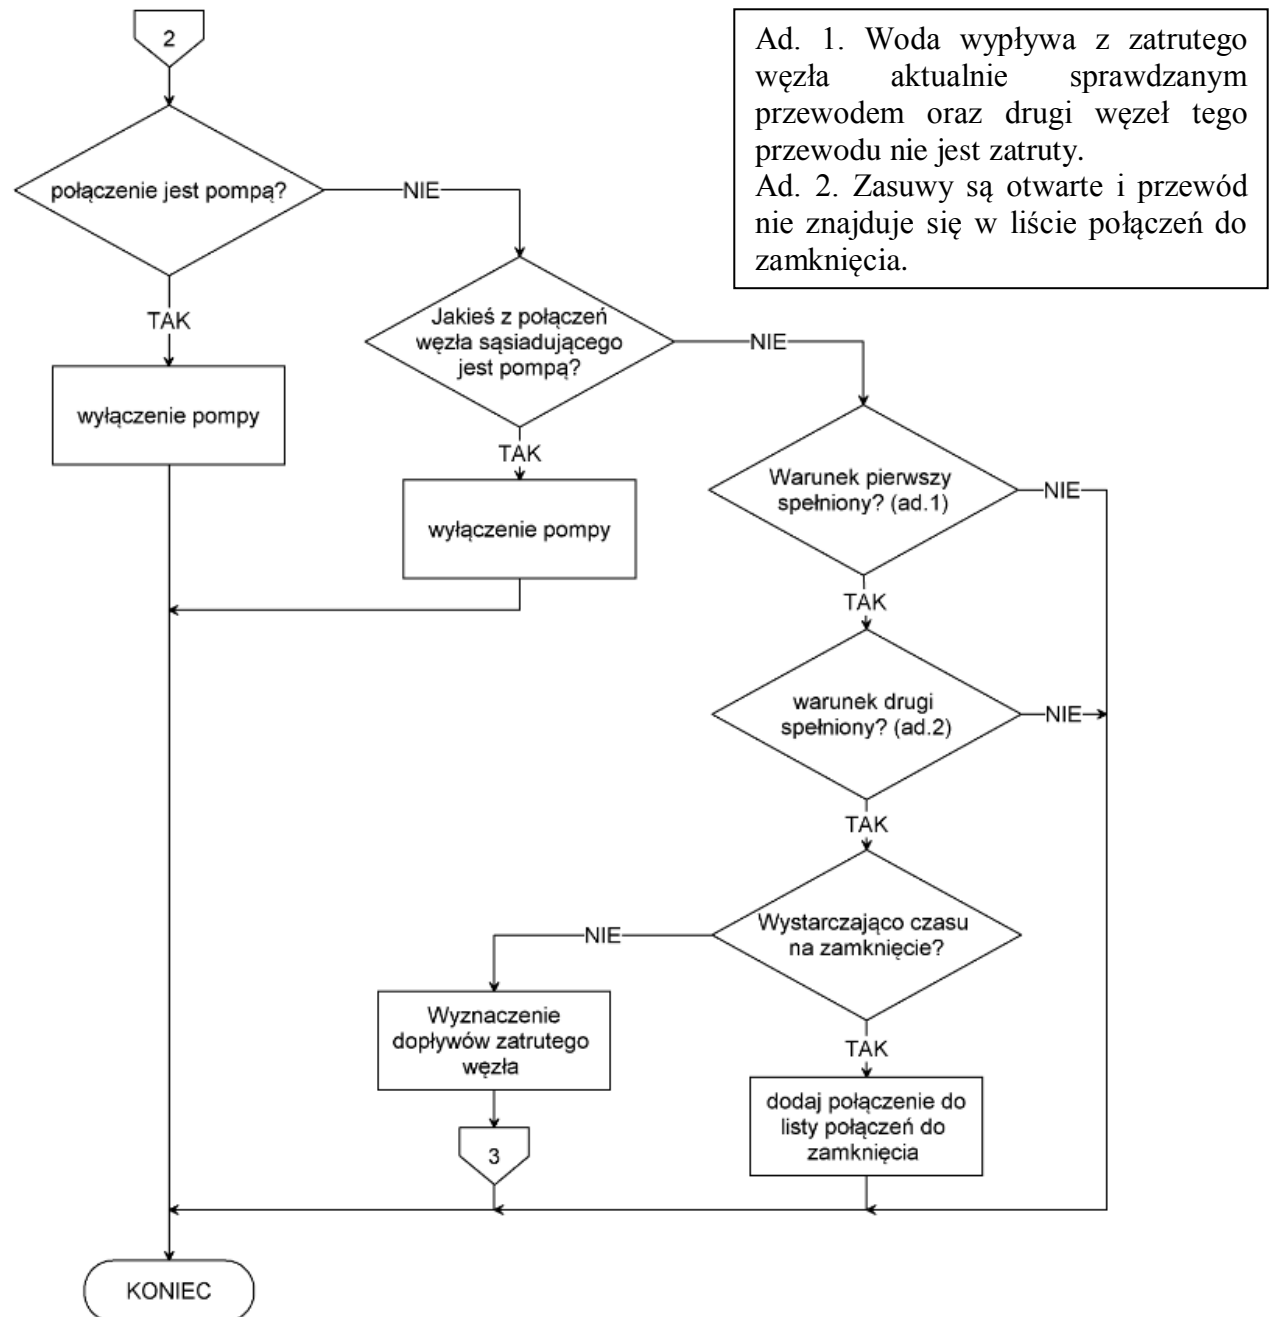 2
Ad. 1. Woda wypływa z zatrutego
węzła aktualnie sprawdzanym
przewodem oraz drugi węzeł tego
przewodu nie jest zatruty.
Ad. 2. Zasuwy są otwarte i przewód
nie znajduje się w liście połączeń do
zamknięcia.
połączenie jest pompą?
NIE
TAK
wyłączenie pompy
Jakieś z połączeń
węzła sąsiadującego
jest pompą?
NIE
TAK
wyłączenie pompy
Warunek pierwszy
spełniony? (ad.1)
NIE
TAK
warunek drugi
spełniony? (ad.2)
NIE
TAK
Wystarczająco czasu
na zamknięcie?
NIE
Wyznaczenie
dopływów zatrutego
węzła
3
TAK
dodaj połączenie do
listy połączeń do
zamknięcia
KONIEC